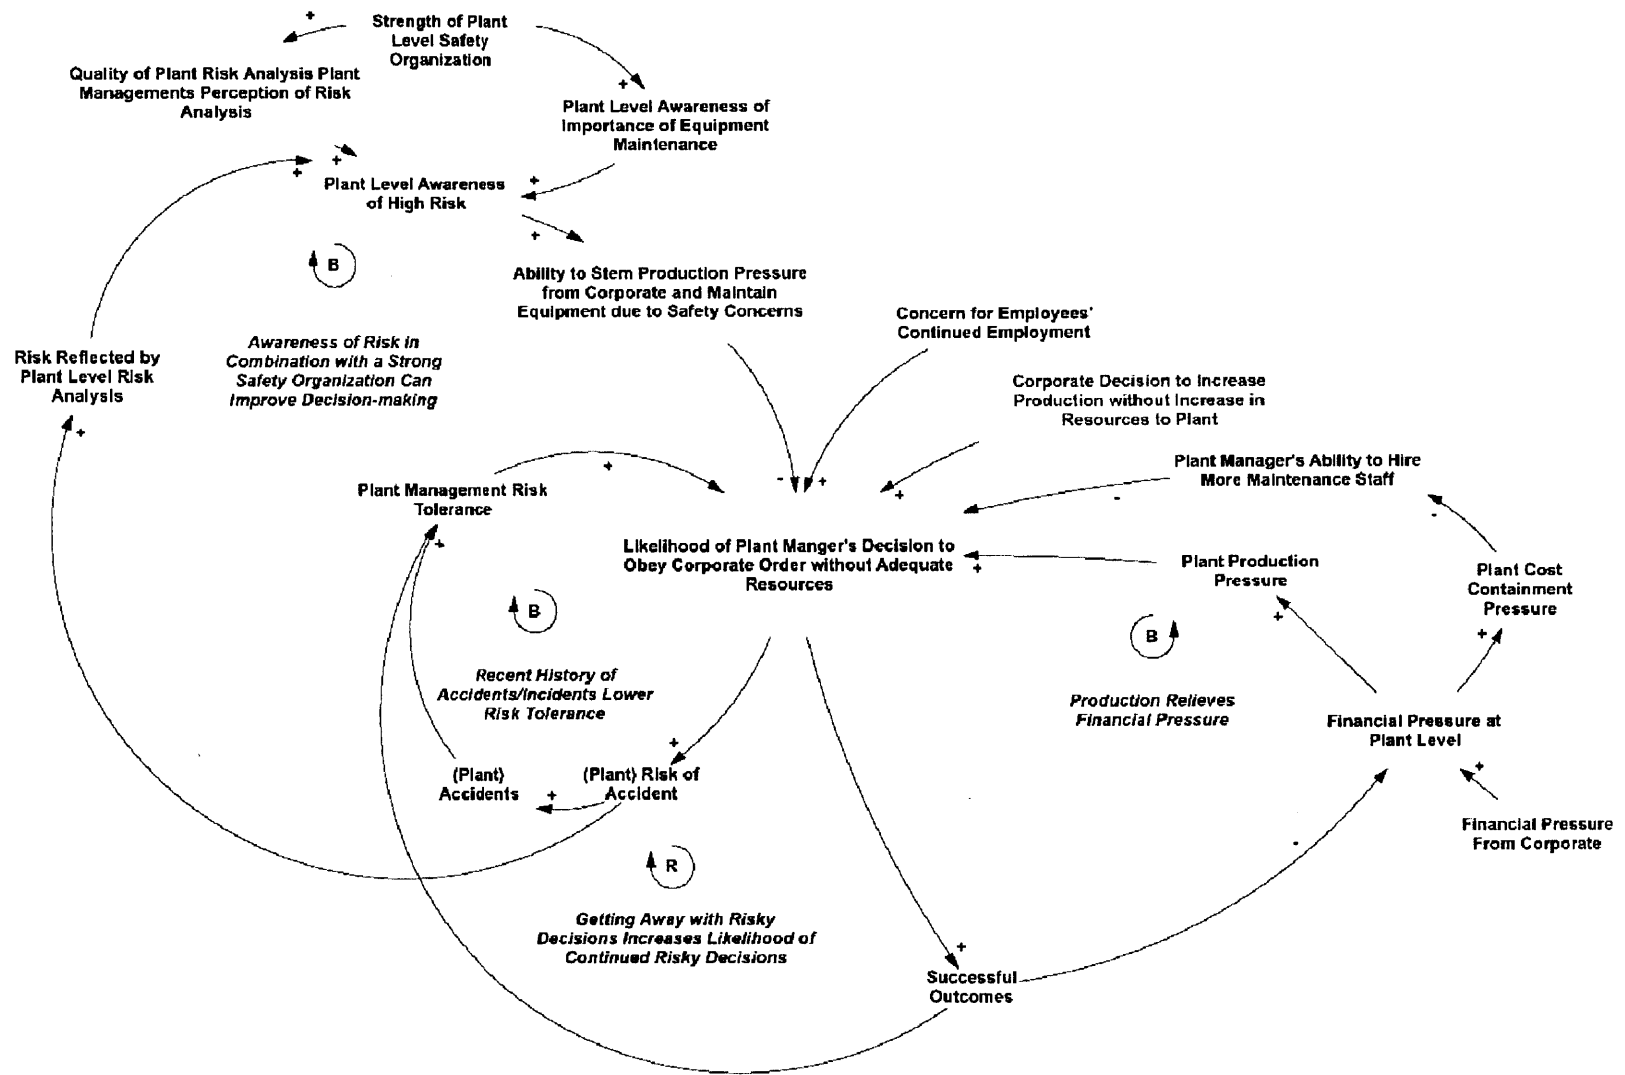 Strength of Plant
Level Safety
Organization
+
Quality of Plant Risk Analysis Plant
Managements Perception of Risk
Analysis
+
Plant Level Awareness of
Importance of Equipment
Maintenance
+
+
+
Plant Level Awareness
of High Risk
+
B
Ability to Stem Production Pressure
from Corporate and Maintain
Equipment due to Safety Concerns
Concern for Employees'
Continued Employment
Awareness of Risk in
Combination with a Strong
Safety Organization Can
Improve Decision-making
Risk Reflected by
Plant Level Risk
Analysis
+
Corporate Decision to Increase
Production without Increase in
Resources to Plant
+
Plant Manager's Ability to Hire
More Maintenance Staff
-
+
+
-
-
Plant Management Risk
Tolerance
+
Likelihood of Plant Manger's Decision to
Obey Corporate Order without Adequate
Resources
+
Plant Production
Pressure
+
Plant Cost
Containment
Pressure
+
B
B
Recent History of
Accidents/Incidents Lower
Risk Tolerance
Production Relieves
Financial Pressure
Financial Pressure at
Plant Level
+
+
(Plant)
Accidents
+
(Plant) Risk of
Accident
Financial Pressure
From Corporate
-
R
Getting Away with Risky
Decisions Increases Likelihood of
Continued Risky Decisions
+
Successful
Outcomes